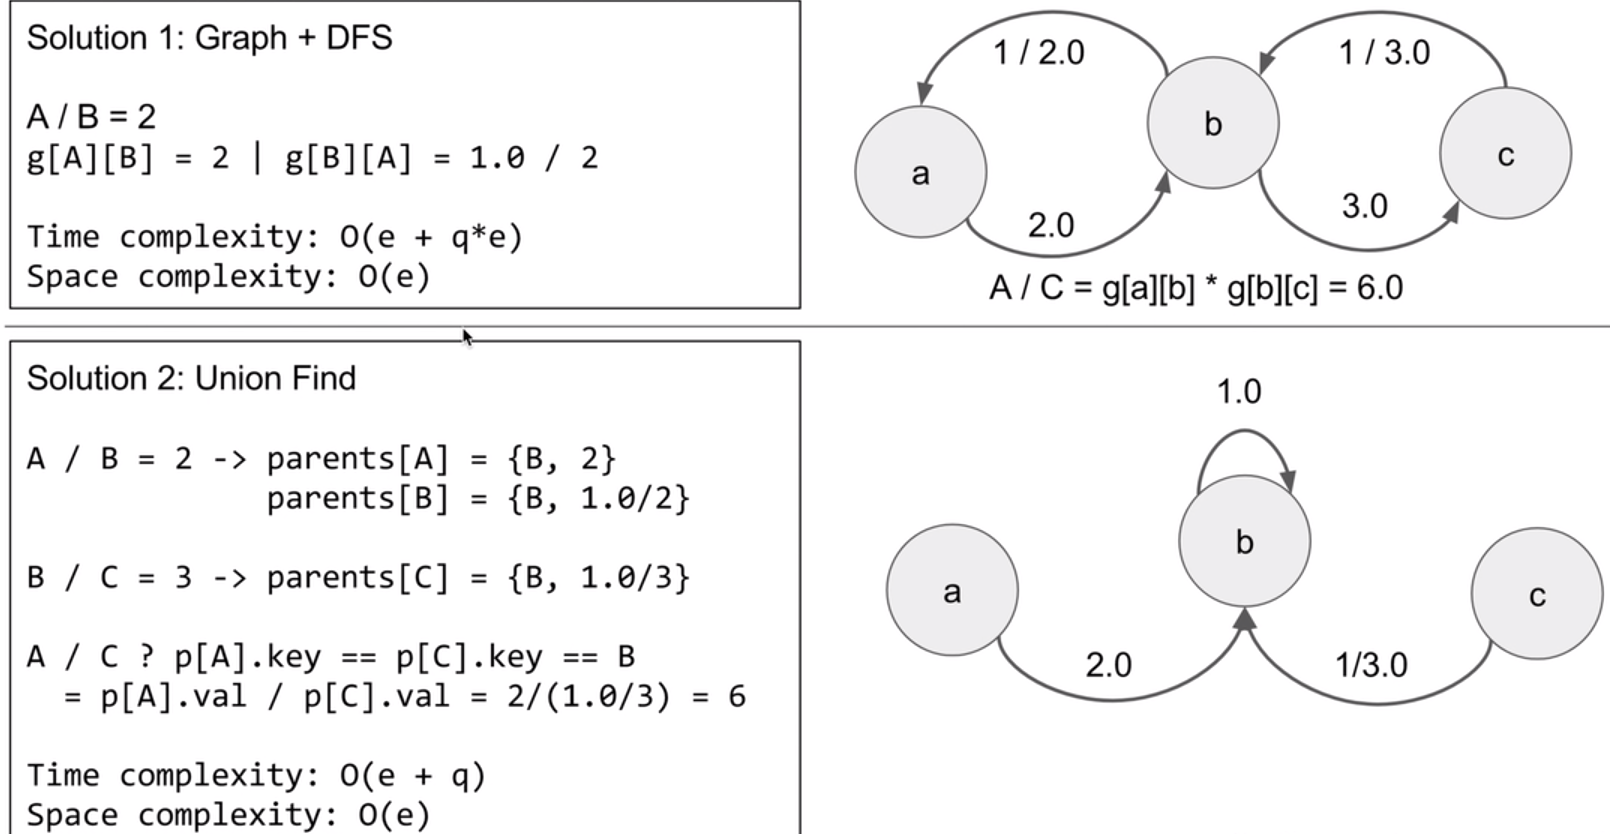 Solution 1: Graph + DFS
A / B = 2
g[A][B] = 2 | g[B][A] = 1.0 / 2
Time complexity: O(e + q*e)
Space complexity: O(e)
1 / 2.0
1 / 3.0
a
b
c
2.0
3.0
A / C = g[a][b] * g[b][c] = 6.0
Solution 2: Union Find
A / B = 2 -> parents[A] = {B, 2}
parents[B] = {B, 1.0/2}
B / C = 3 -> parents[C] = {B, 1.0/3}
A / C ? p[A].key == p[C].key == B
= p[A].val / p[C].val = 2/(1.0/3) = 6
Time complexity: O(e + q)
Space complexity: O(e)
1.0
a
b
c
2.0
1/3.0